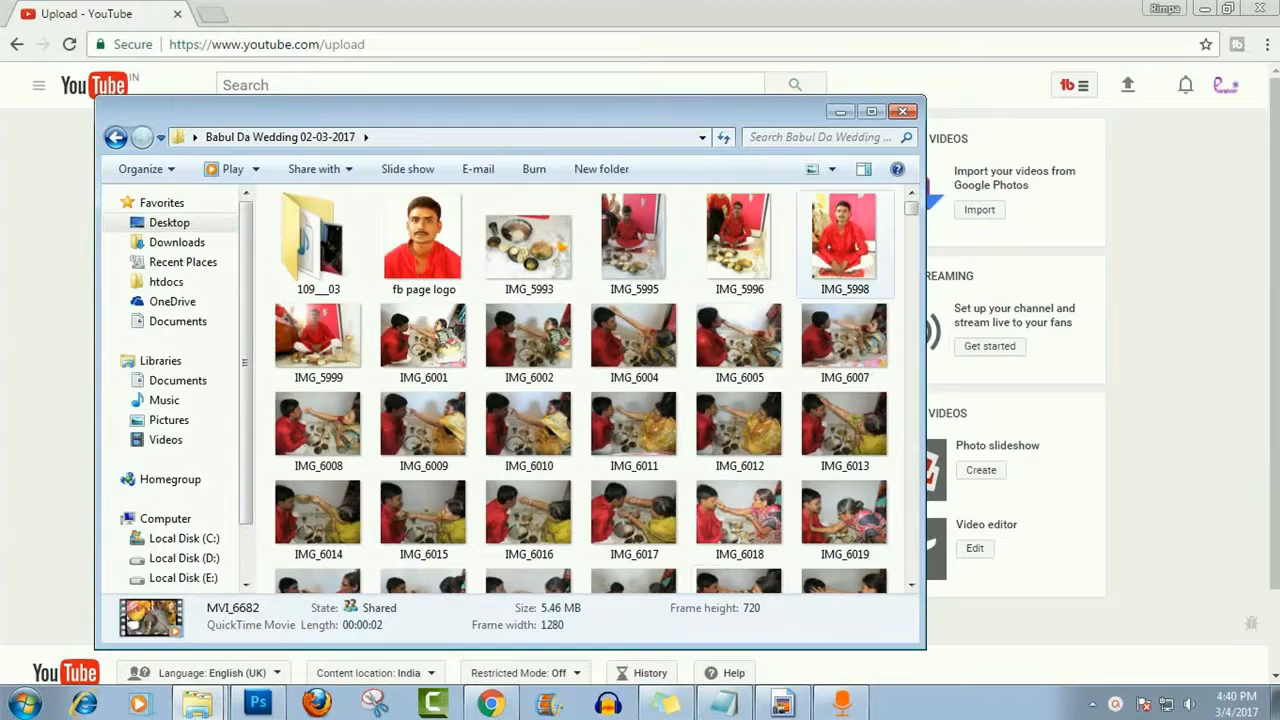 Upload - YouTube
Rimpa
Secure
https://www.youtube.com/upload
YouTube IN
Search
Babul Da Wedding 02-03-2017
Search Babul Da Wedding ...
Organize
Play
Share with
Slide show
E-mail
Burn
New folder
Favorites
Desktop
Downloads
Recent Places
htdocs
OneDrive
Documents
Libraries
Documents
Music
Pictures
Videos
Homegroup
Computer
Local Disk (C:)
Local Disk (D:)
Local Disk (E:)
109___03
fb page logo
IMG_5993
IMG_5995
IMG_5996
IMG_5998
IMG_5999
IMG_6001
IMG_6002
IMG_6004
IMG_6005
IMG_6007
IMG_6008
IMG_6009
IMG_6010
IMG_6011
IMG_6012
IMG_6013
IMG_6014
IMG_6015
IMG_6016
IMG_6017
IMG_6018
IMG_6019
MVI_6682
State: Shared
Size: 5.46 MB
Frame height: 720
QuickTime Movie
Length: 00:00:02
Frame width: 1280
VIDEOS
Import your videos from
Google Photos
Import
REAMING
Set up your channel and
stream live to your fans
Get started
VIDEOS
Photo slideshow
Create
Video editor
Edit
YouTube
Language: English (UK)
Content location: India
Restricted Mode: Off
History
Help
Ps
4:40 PM
3/4/2017